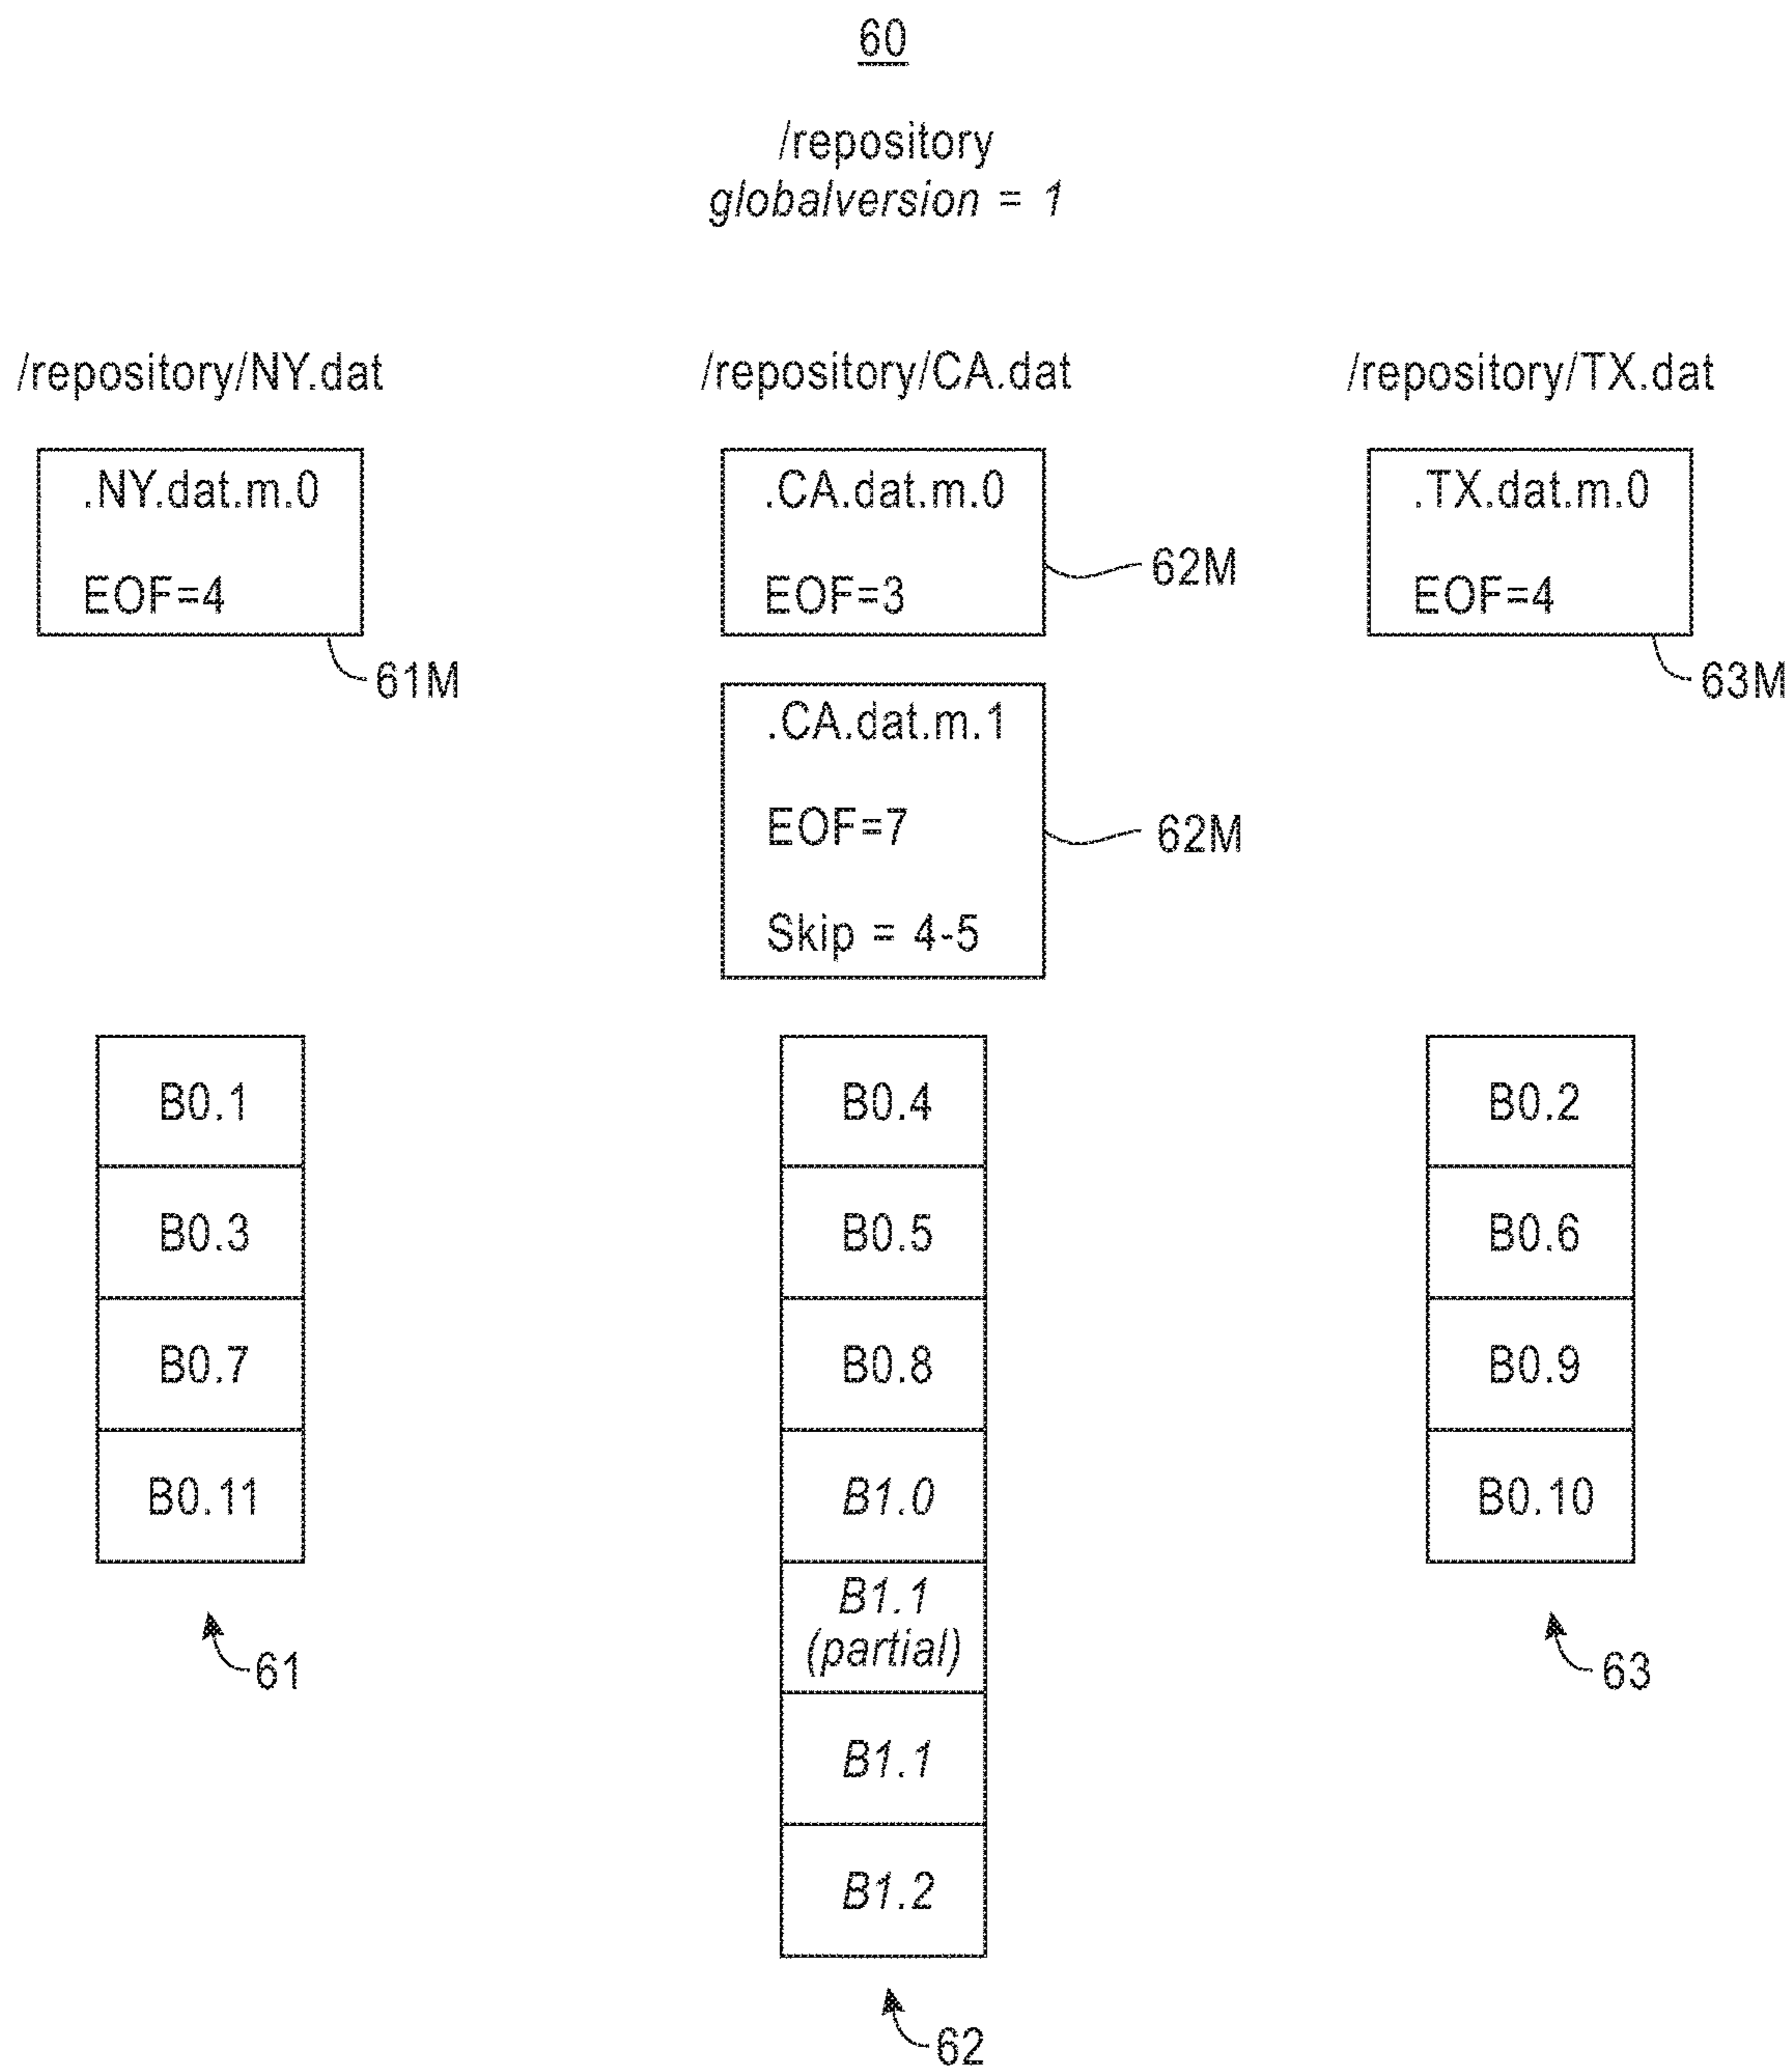 60
/repository
globalversion = 1
/repository/NY.dat
.NY.dat.m.0
EOF=4
61M
/repository/CA.dat
.CA.dat.m.0
EOF=3
62M
.CA.dat.m.1
EOF=7
Skip = 4-5
62M
/repository/TX.dat
.TX.dat.m.0
EOF=4
63M
B0.1
B0.3
B0.7
B0.11
61
B0.4
B0.5
B0.8
B1.0
B1.1
(partial)
B1.1
B1.2
62
B0.2
B0.6
B0.9
B0.10
63